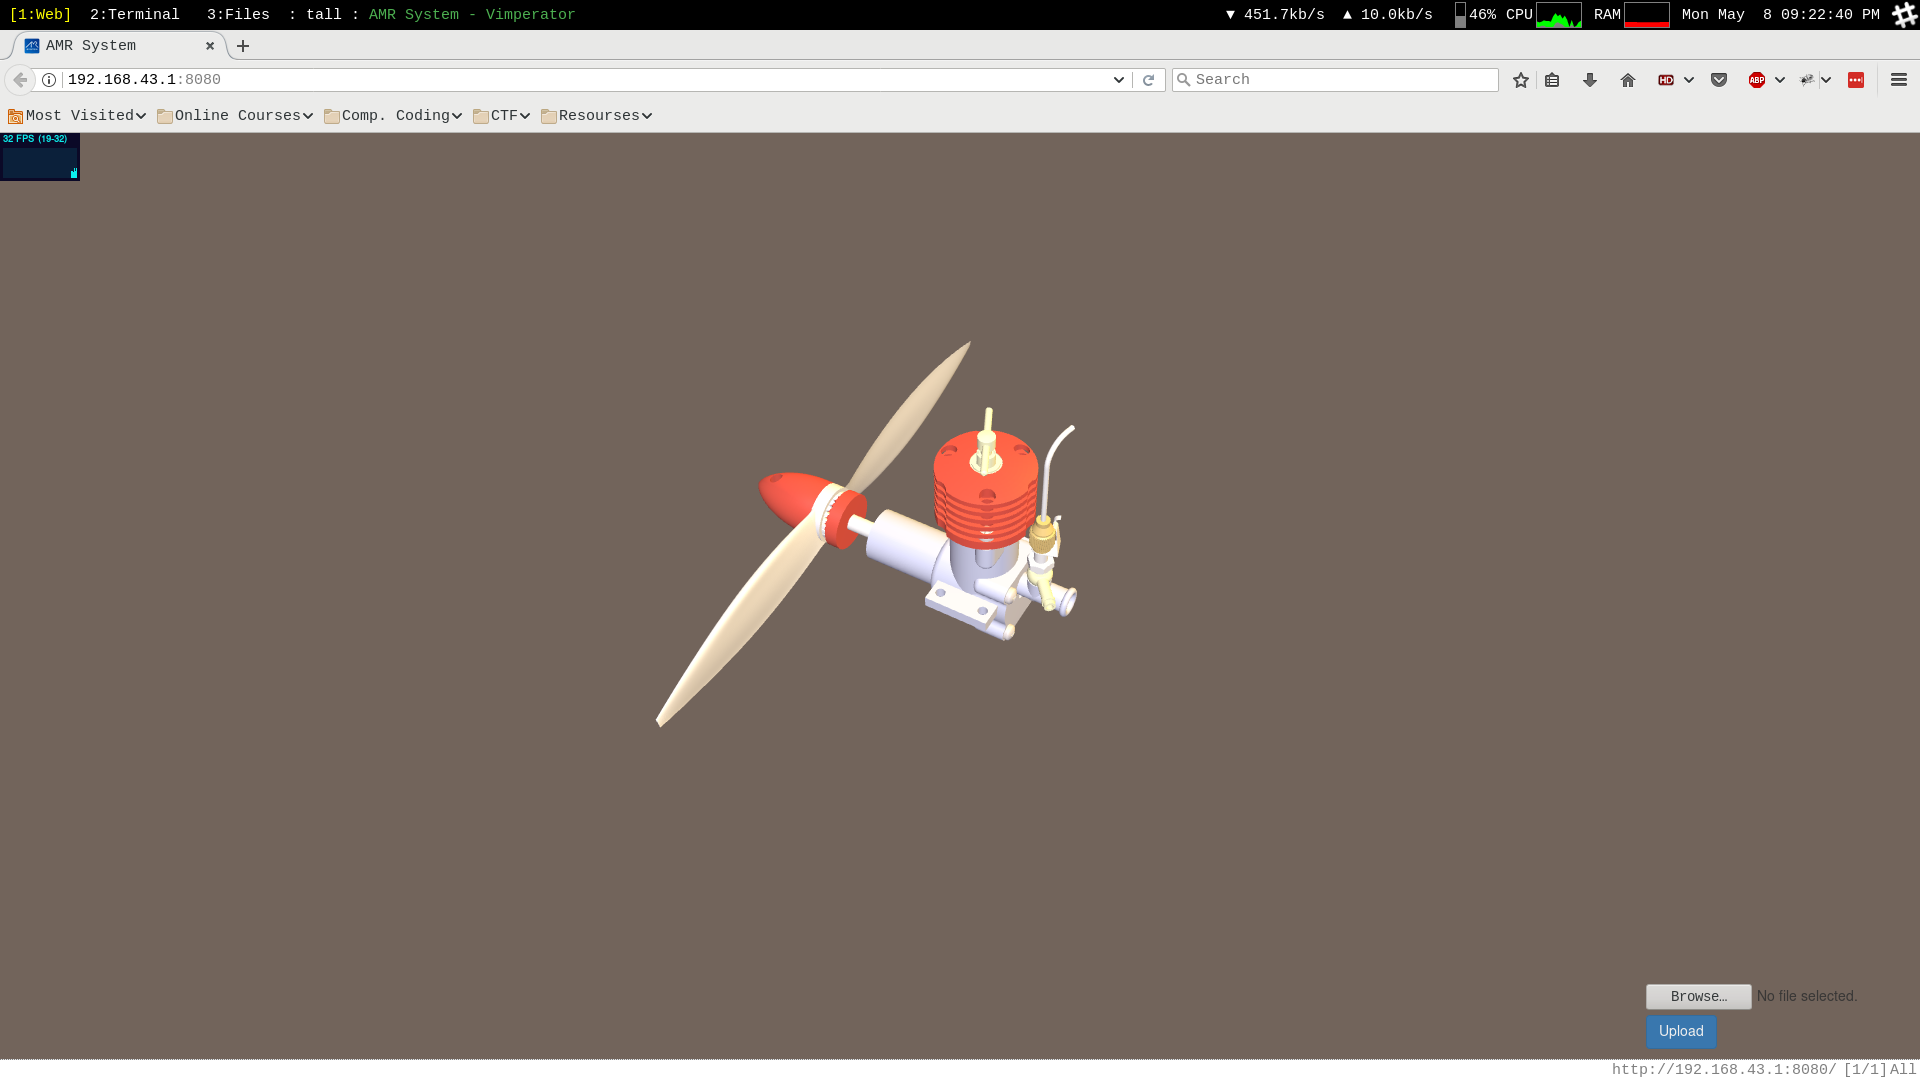 [1:Web] 2:Terminal 3:Files : tall : AMR System - Vimperator ▼ 451.7kb/s ▲ 10.0kb/s 46% CPU RAM Mon May 8 09:22:40 PM
AMR System
192.168.43.1:8080 Search HD ABP
Most Visited Online Courses Comp. Coding CTF Resourses
32 FPS (19-32)
Browse… No file selected.
Upload
http://192.168.43.1:8080/ [1/1] All